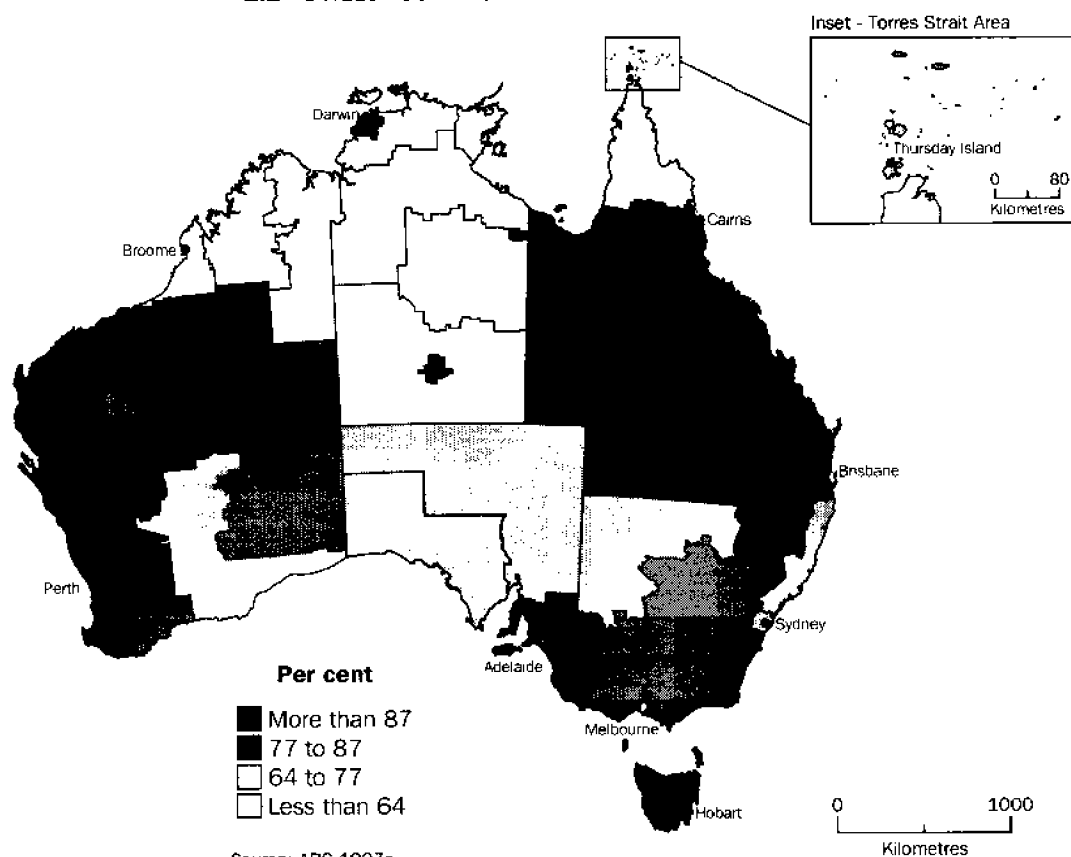 Inset - Torres Strait Area
Darwin
Thursday Island
0 80
Kilometres
Cairns
Broome
Brisbane
Perth
Sydney
Adelaide
Per cent
More than 87
77 to 87
64 to 77
Less than 64
Melbourne
Hobart
0 1000
Kilometres